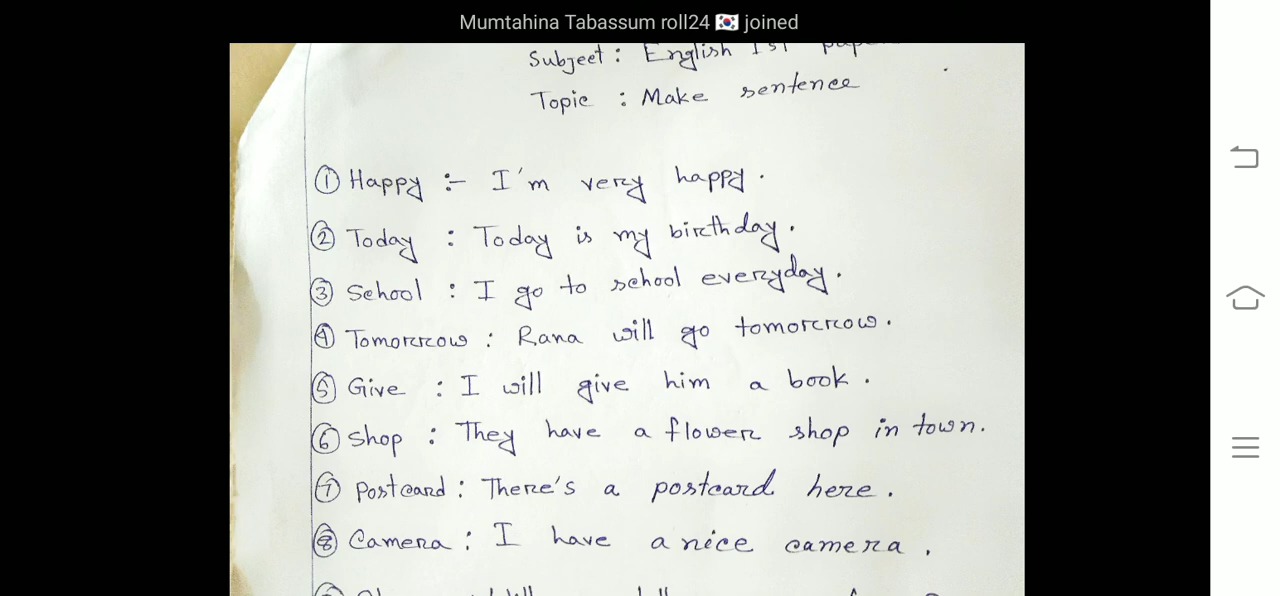 Mumtahina Tabassum roll24 🇰🇷 joined
Subject : English 1st paper
Topic : Make sentence
① Happy :- I'm very happy.
② Today : Today is my birthday.
③ School : I go to school everyday.
④ Tomorrow : Rana will go tomorrow.
⑤ Give : I will give him a book.
⑥ Shop : They have a flower shop in town.
⑦ Postcard : There's a postcard here.
⑧ Camera : I have a nice camera.